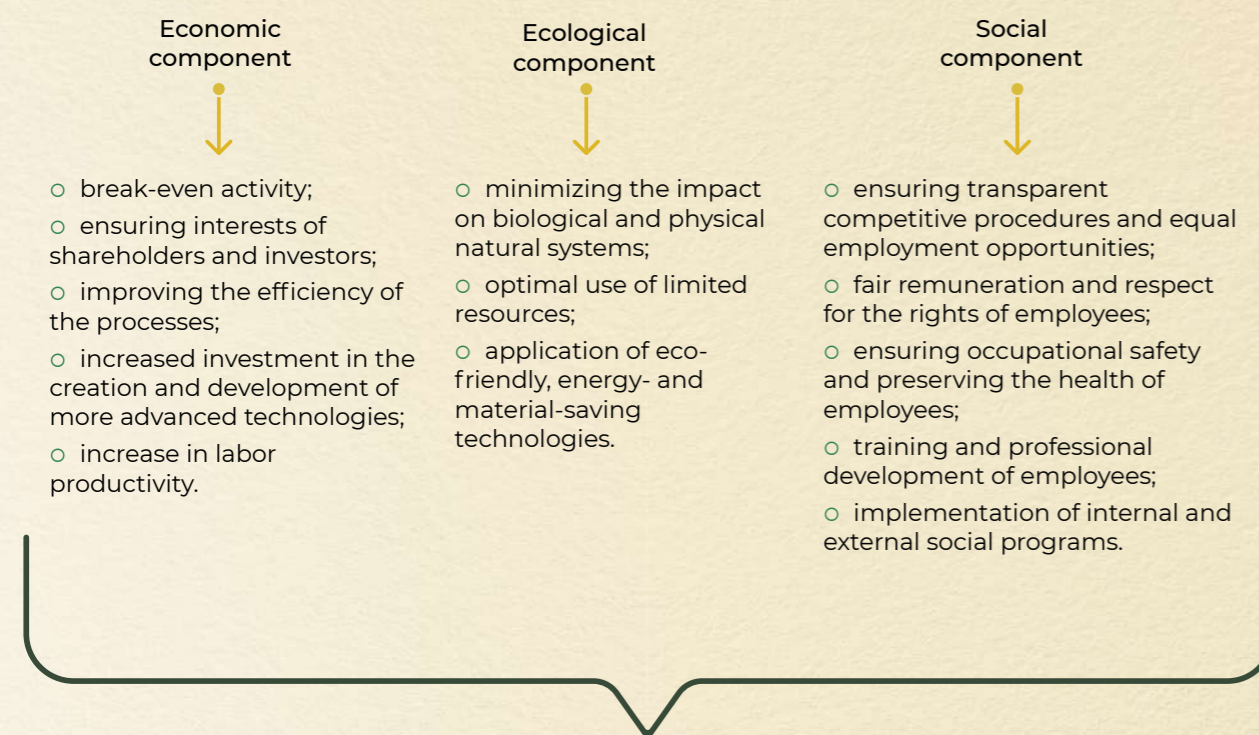 Economic
component
○ break-even activity;
○ ensuring interests of
shareholders and investors;
○ improving the efficiency of
the processes;
○ increased investment in the
creation and development of
more advanced technologies;
○ increase in labor
productivity.
Ecological
component
○ minimizing the impact
on biological and physical
natural systems;
○ optimal use of limited
resources;
○ application of eco-
friendly, energy- and
material-saving
technologies.
Social
component
○ ensuring transparent
competitive procedures and equal
employment opportunities;
○ fair remuneration and respect
for the rights of employees;
○ ensuring occupational safety
and preserving the health of
employees;
○ training and professional
development of employees;
○ implementation of internal and
external social programs.